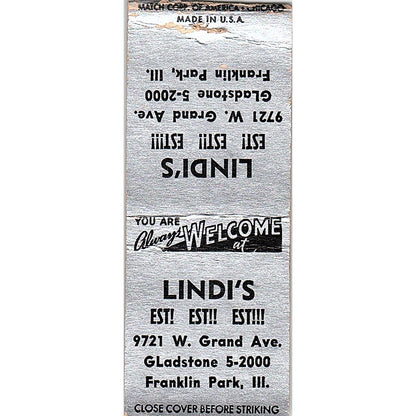 MATCH CORP. OF AMERICA - CHICAGO
MADE IN U.S.A.
LINDI'S
EST! EST!! EST!!!
9721 W. Grand Ave.
GLadstone 5-2000
Franklin Park, Ill.
YOU ARE
Always WELCOME
at
LINDI'S
EST! EST!! EST!!!
9721 W. Grand Ave.
GLadstone 5-2000
Franklin Park, Ill.
CLOSE COVER BEFORE STRIKING